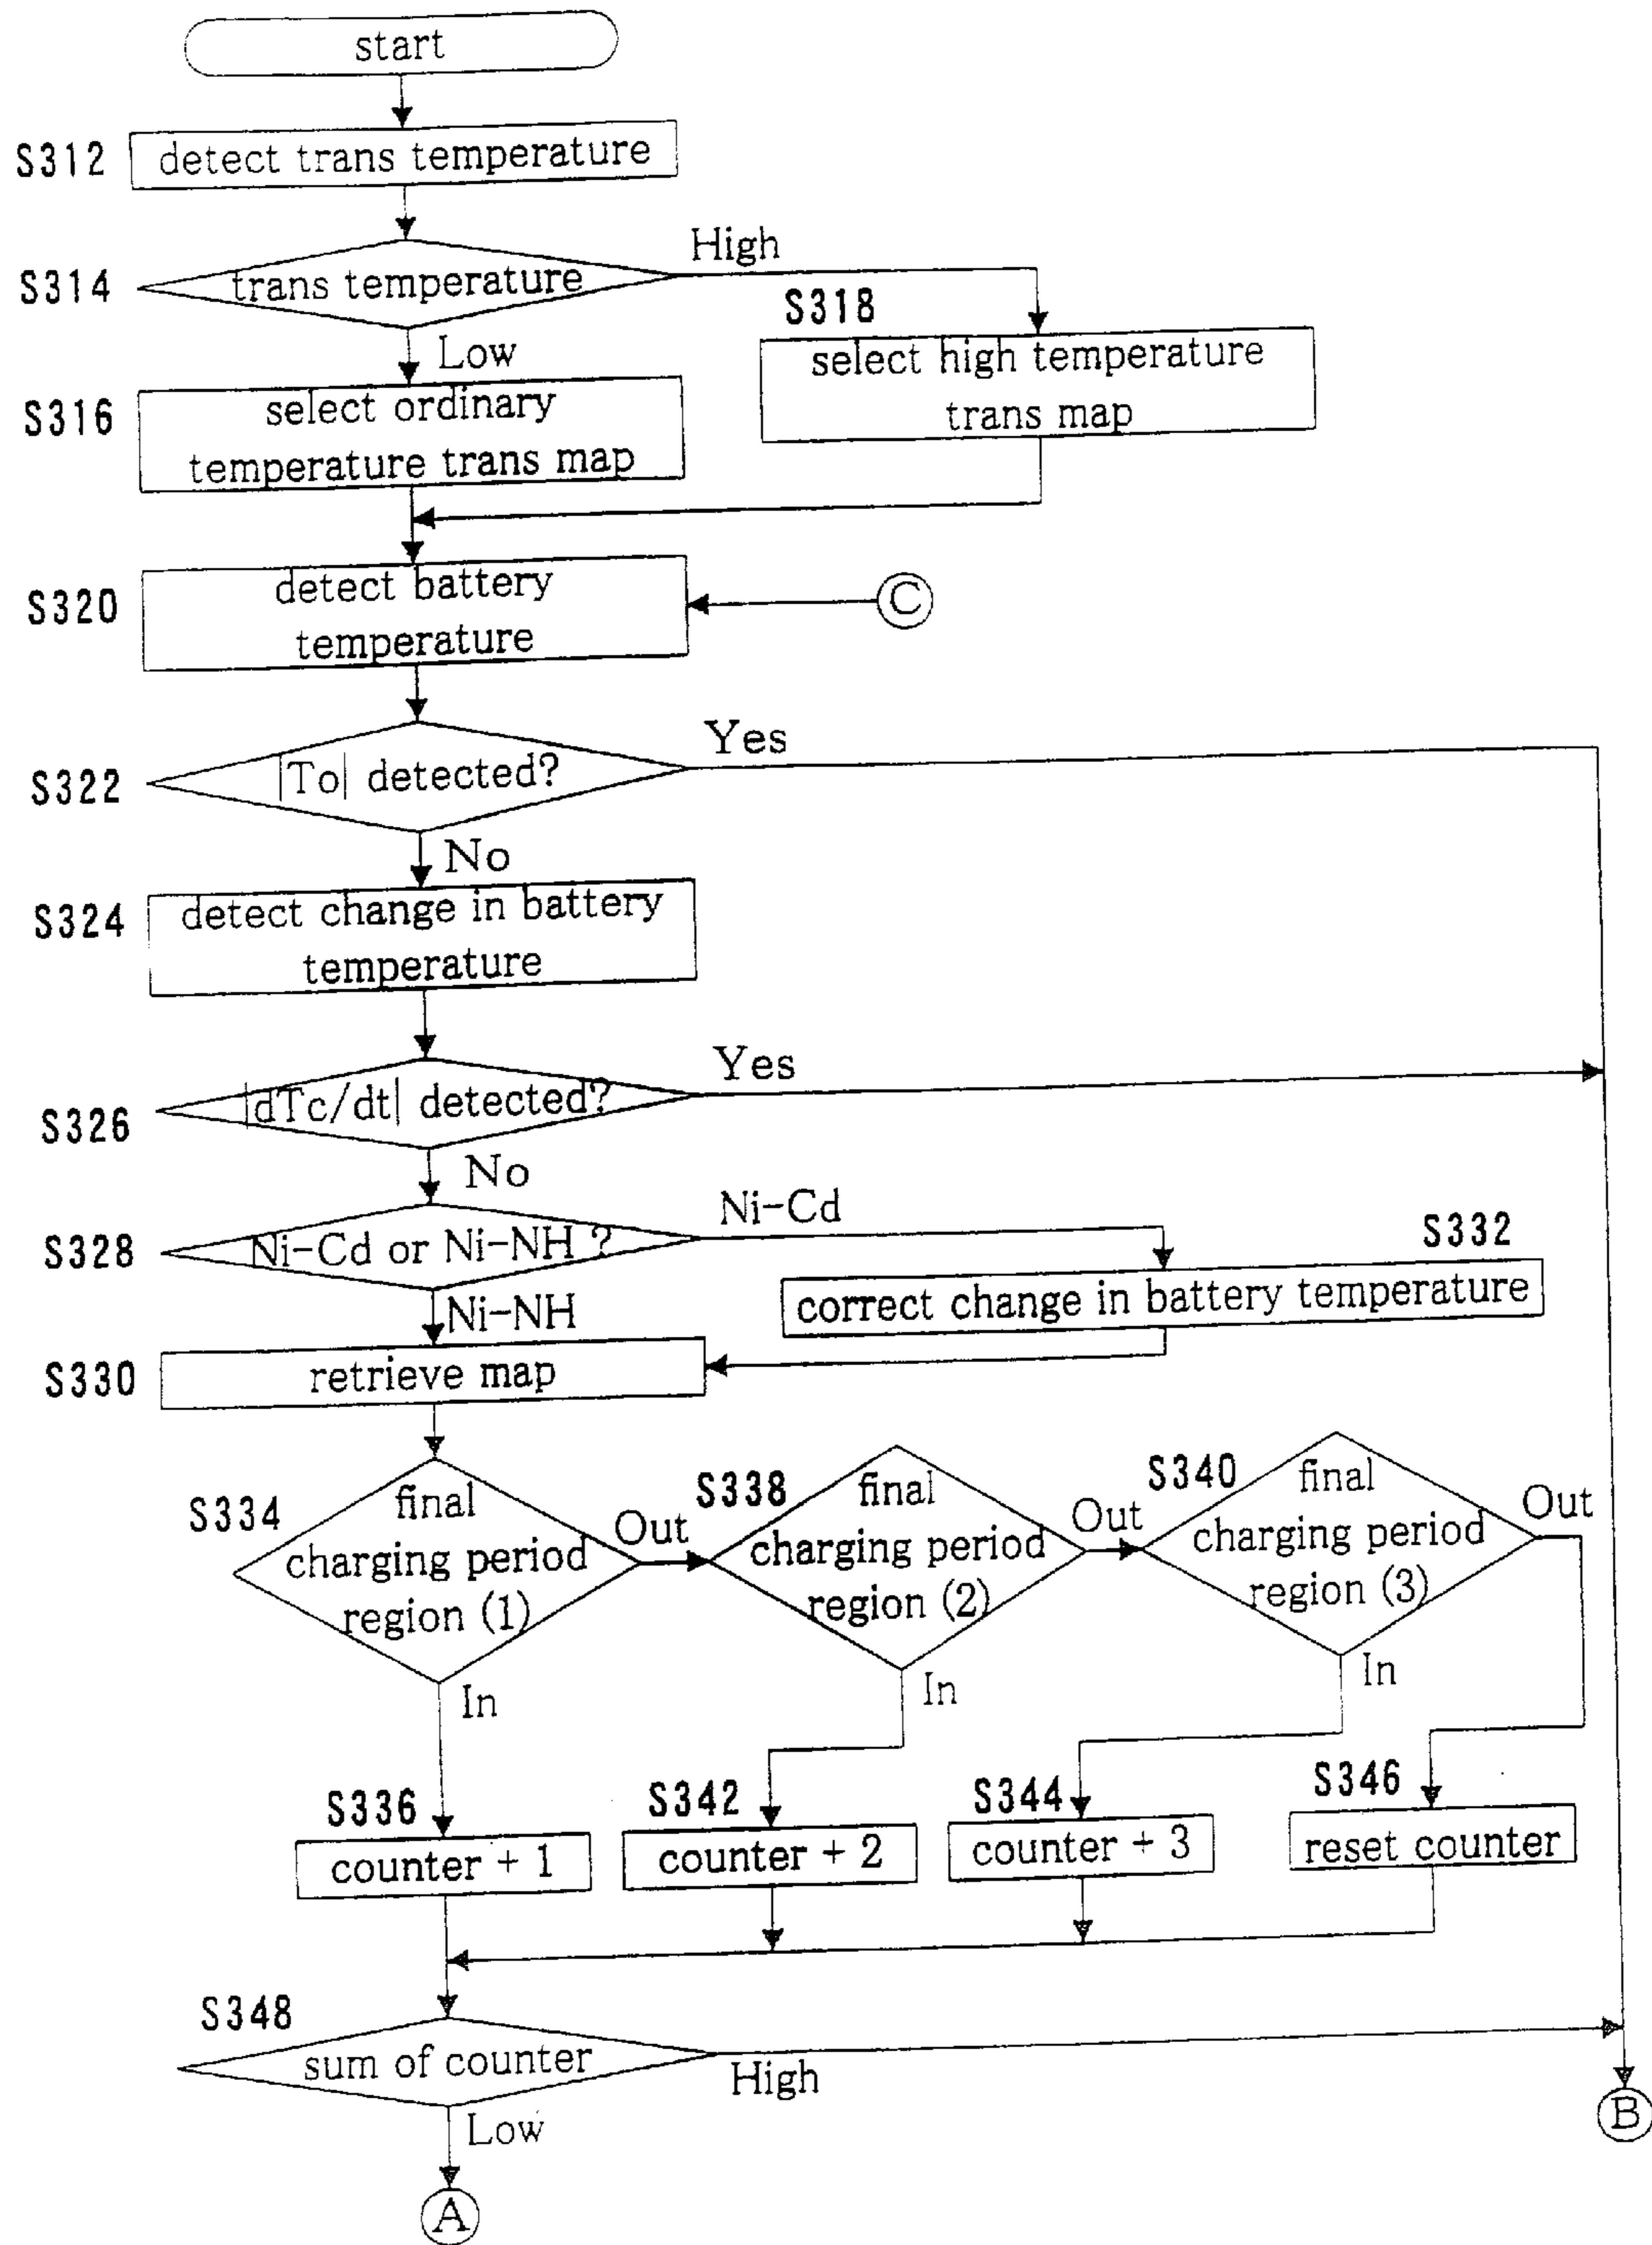 start
S312
detect trans temperature
S314
trans temperature
High
Low
S318
select high temperature
trans map
S316
select ordinary
temperature trans map
S320
detect battery
temperature
C
S322
|To| detected?
Yes
No
S324
detect change in battery
temperature
S326
|dTc/dt| detected?
Yes
No
S328
Ni-Cd or Ni-NH ?
Ni-Cd
Ni-NH
S332
correct change in battery temperature
S330
retrieve map
S334
final
charging period
region (1)
Out
In
S338
final
charging period
region (2)
Out
In
S340
final
charging period
region (3)
Out
In
S336
counter + 1
S342
counter + 2
S344
counter + 3
S346
reset counter
S348
sum of counter
High
Low
B
A